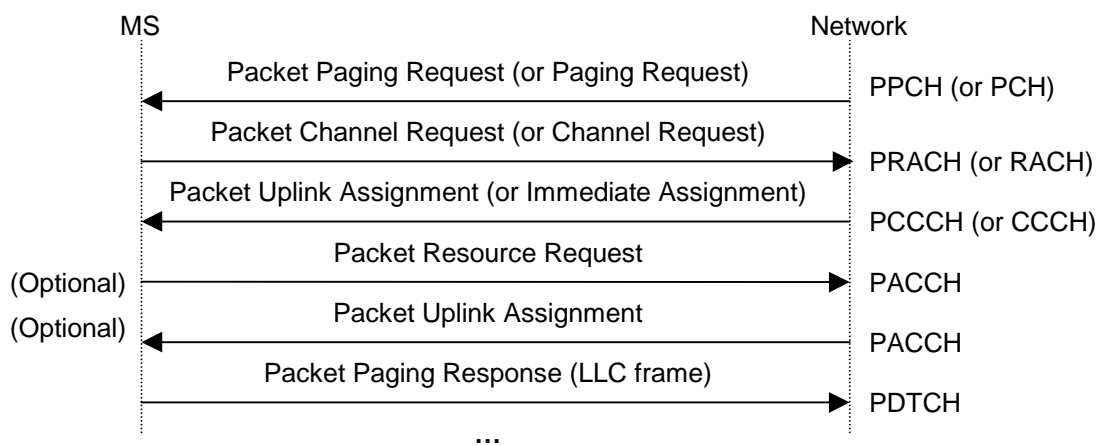 MS Network
Packet Paging Request (or Paging Request)
PPCH (or PCH)
Packet Channel Request (or Channel Request)
PRACH (or RACH)
Packet Uplink Assignment (or Immediate Assignment)
PCCCH (or CCCH)
Packet Resource Request
(Optional) PACCH
Packet Uplink Assignment
(Optional) PACCH
Packet Paging Response (LLC frame)
PDTCH
...